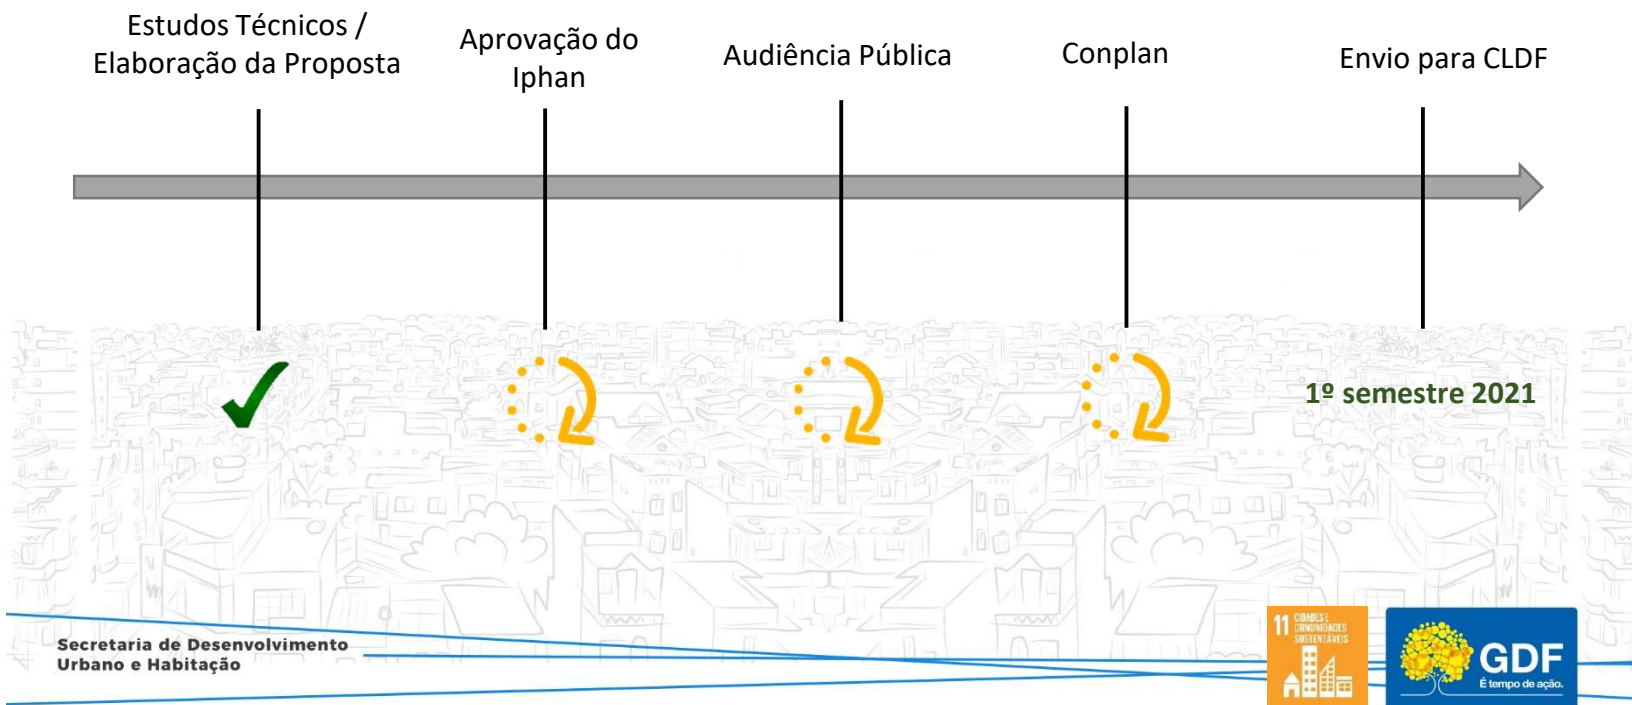 Estudos Técnicos /
Elaboração da Proposta
Aprovação do
Iphan
Audiência Pública
Conplan
Envio para CLDF
1º semestre 2021
Secretaria de Desenvolvimento
Urbano e Habitação
11 CIDADES E
COMUNIDADES
SUSTENTÁVEIS
GDF
É tempo de ação.